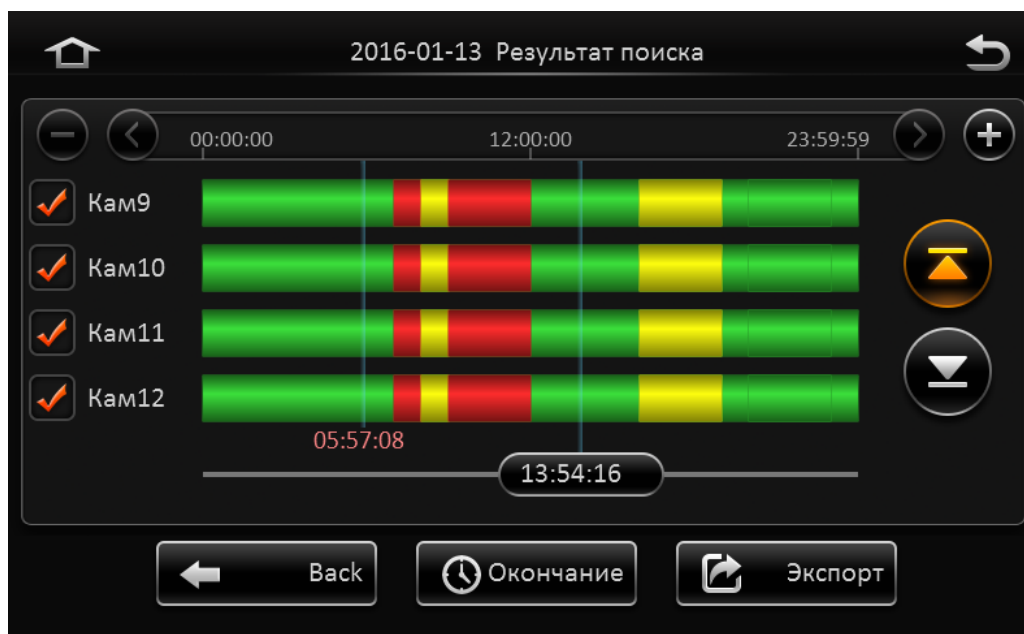 2016-01-13 Результат поиска
00:00:00 12:00:00 23:59:59
Кам9
Кам10
Кам11
Кам12
05:57:08
13:54:16
Back Окончание Экспорт